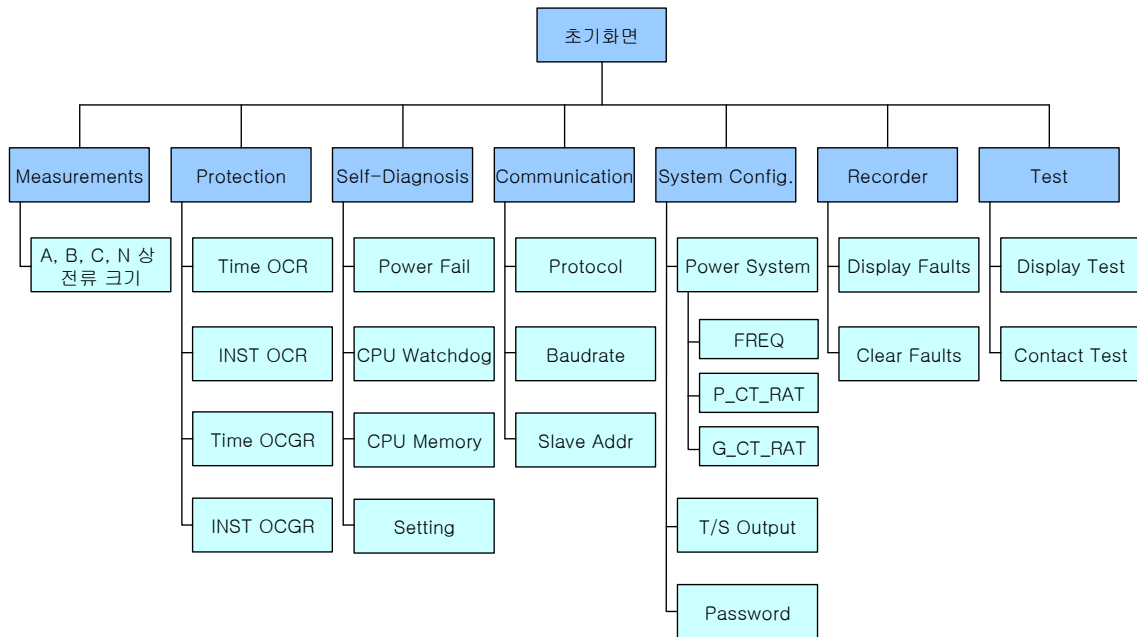 초기화면
Measurements
Protection
Self-Diagnosis
Communication
System Config.
Recorder
Test
A, B, C, N 상
전류 크기
Time OCR
Power Fail
Protocol
Power System
Display Faults
Display Test
FREQ
INST OCR
CPU Watchdog
Baudrate
Clear Faults
Contact Test
P_CT_RAT
Time OCGR
CPU Memory
Slave Addr
G_CT_RAT
INST OCGR
Setting
T/S Output
Password